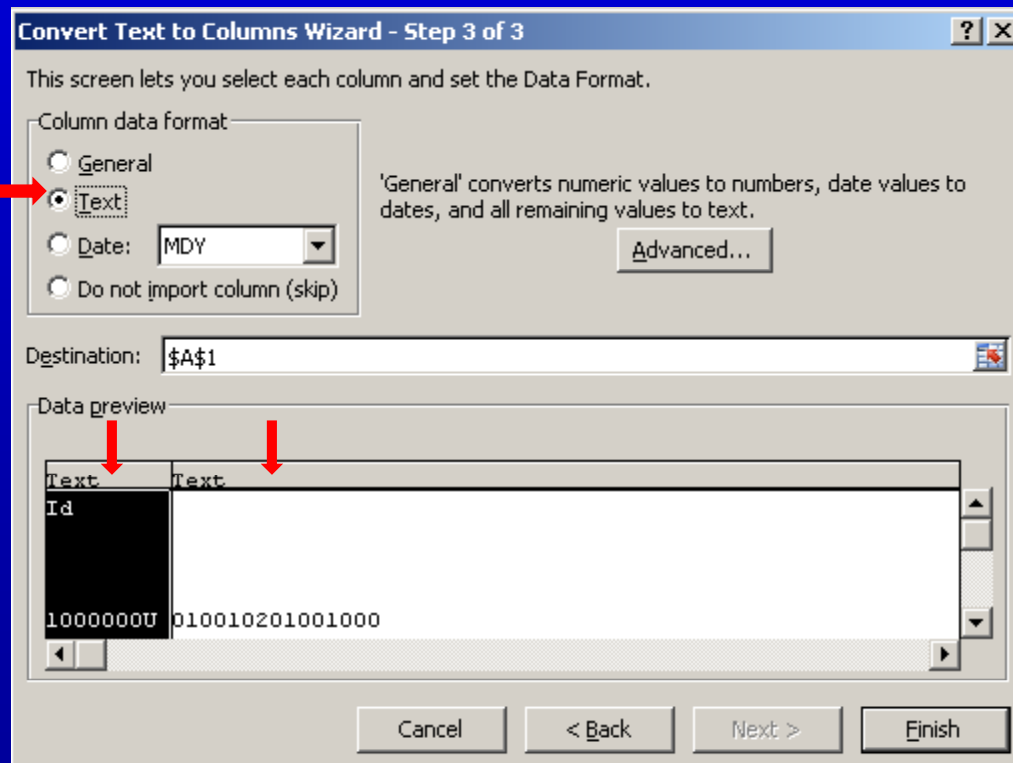 Convert Text to Columns Wizard - Step 3 of 3
This screen lets you select each column and set the Data Format.
Column data format
General
Text
Date: MDY
Do not import column (skip)
'General' converts numeric values to numbers, date values to
dates, and all remaining values to text.
Advanced...
Destination: $A$1
Data preview
Text Text
Id
1000000U 010010201001000
Cancel < Back Next > Finish